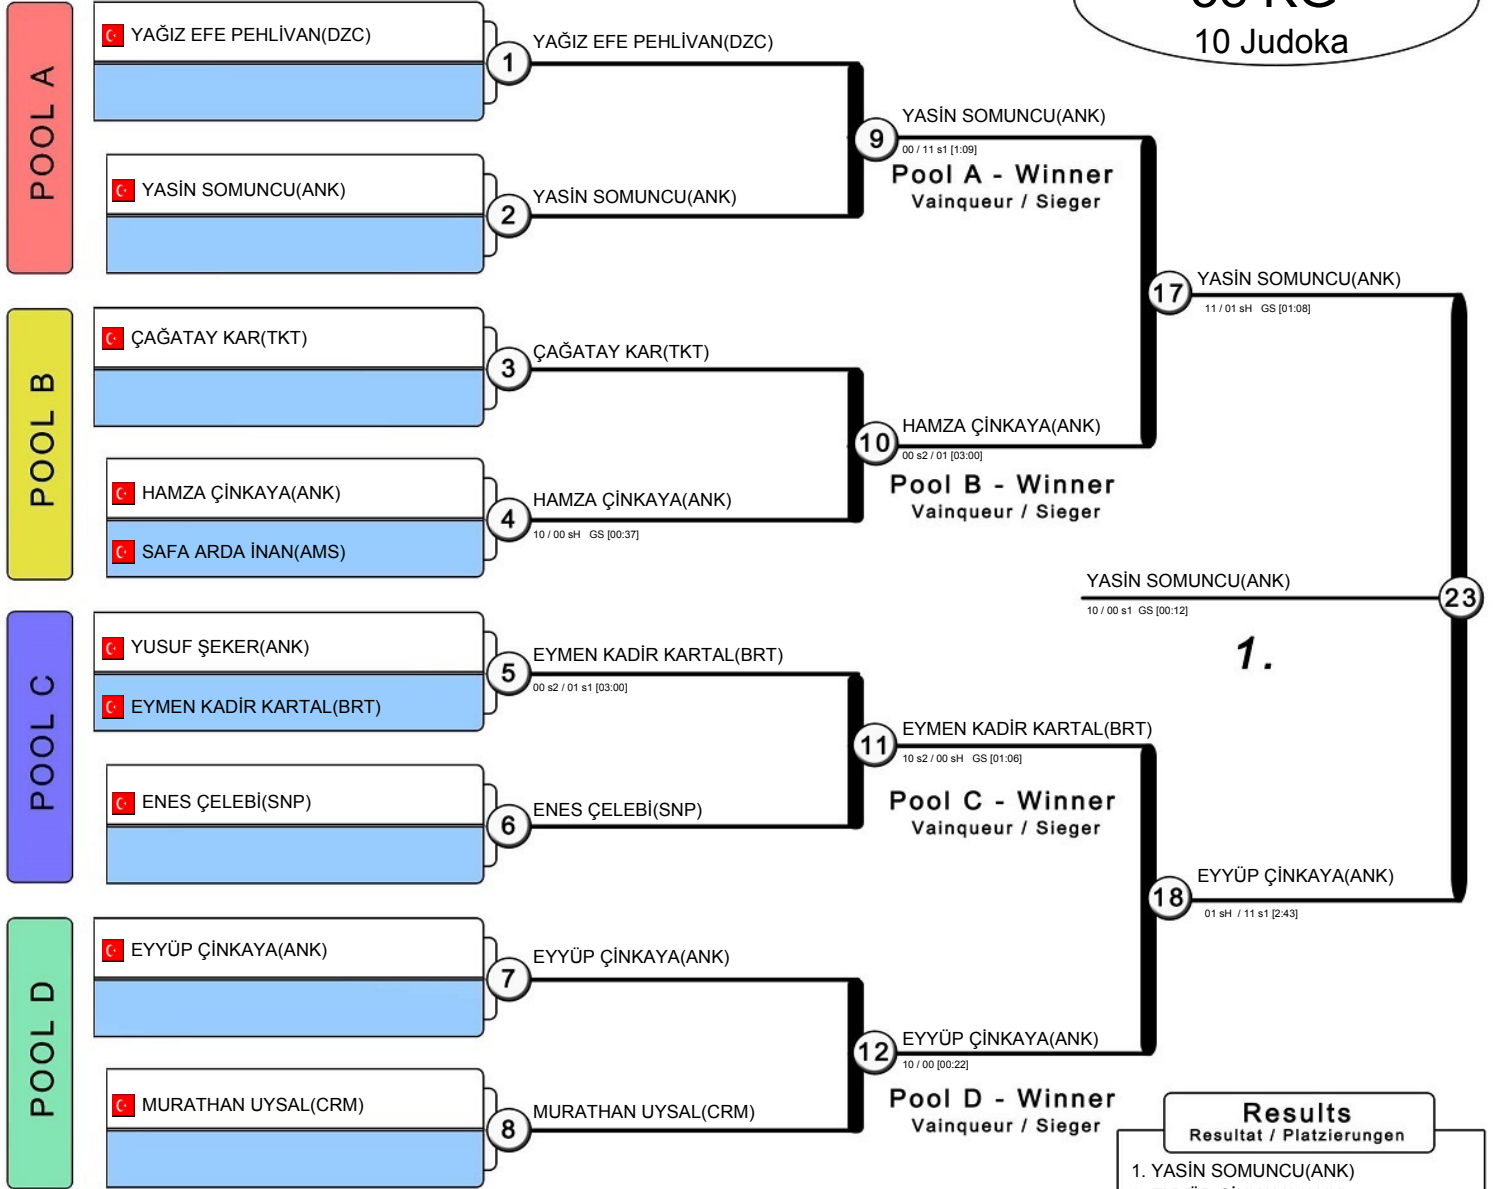 10 Judoka
POOL A
YAĞIZ EFE PEHLİVAN(DZC)
1
YAĞIZ EFE PEHLİVAN(DZC)
YASİN SOMUNCU(ANK)
2
YASİN SOMUNCU(ANK)
9
YASİN SOMUNCU(ANK)
00 / 11 s1 [1:09]
Pool A - Winner
Vainqueur / Sieger
POOL B
ÇAĞATAY KAR(TKT)
3
ÇAĞATAY KAR(TKT)
HAMZA ÇİNKAYA(ANK)
SAFA ARDA İNAN(AMS)
4
HAMZA ÇİNKAYA(ANK)
10 / 00 sH GS [00:37]
10
HAMZA ÇİNKAYA(ANK)
00 s2 / 01 [03:00]
Pool B - Winner
Vainqueur / Sieger
17
YASİN SOMUNCU(ANK)
11 / 01 sH GS [01:08]
POOL C
YUSUF ŞEKER(ANK)
EYMEN KADİR KARTAL(BRT)
5
EYMEN KADİR KARTAL(BRT)
00 s2 / 01 s1 [03:00]
ENES ÇELEBİ(SNP)
6
ENES ÇELEBİ(SNP)
11
EYMEN KADİR KARTAL(BRT)
10 s2 / 00 sH GS [01:06]
Pool C - Winner
Vainqueur / Sieger
POOL D
EYYÜP ÇİNKAYA(ANK)
7
EYYÜP ÇİNKAYA(ANK)
MURATHAN UYSAL(CRM)
8
MURATHAN UYSAL(CRM)
12
EYYÜP ÇİNKAYA(ANK)
10 / 00 [00:22]
Pool D - Winner
Vainqueur / Sieger
18
EYYÜP ÇİNKAYA(ANK)
01 sH / 11 s1 [2:43]
23
YASİN SOMUNCU(ANK)
10 / 00 s1 GS [00:12]
1.
Results
Resultat / Platzierungen
1. YASİN SOMUNCU(ANK)